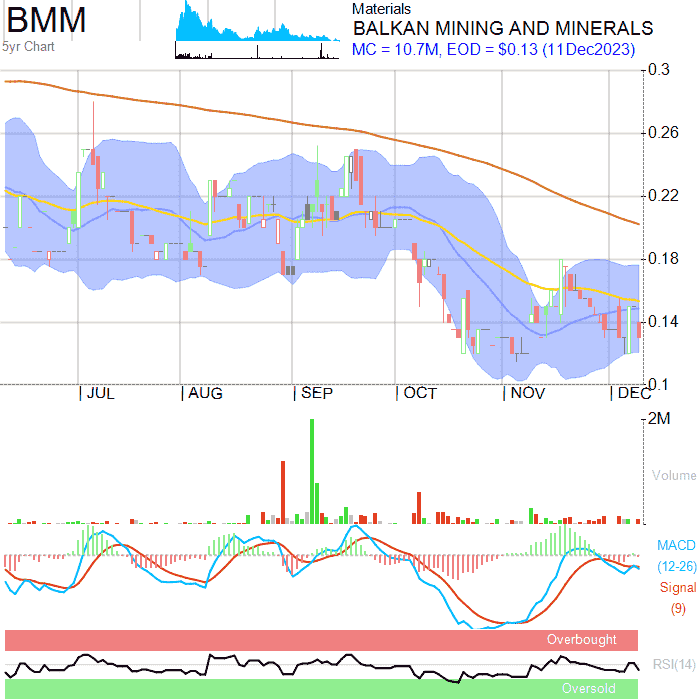 BMM
5yr Chart
Materials
BALKAN MINING AND MINERALS
MC = 10.7M, EOD = $0.13 (11Dec2023)
0.3
0.26
0.22
0.18
0.14
0.1
JUL AUG SEP OCT NOV DEC
2M
Volume
MACD
(12-26)
Signal
(9)
Overbought
RSI(14)
Oversold